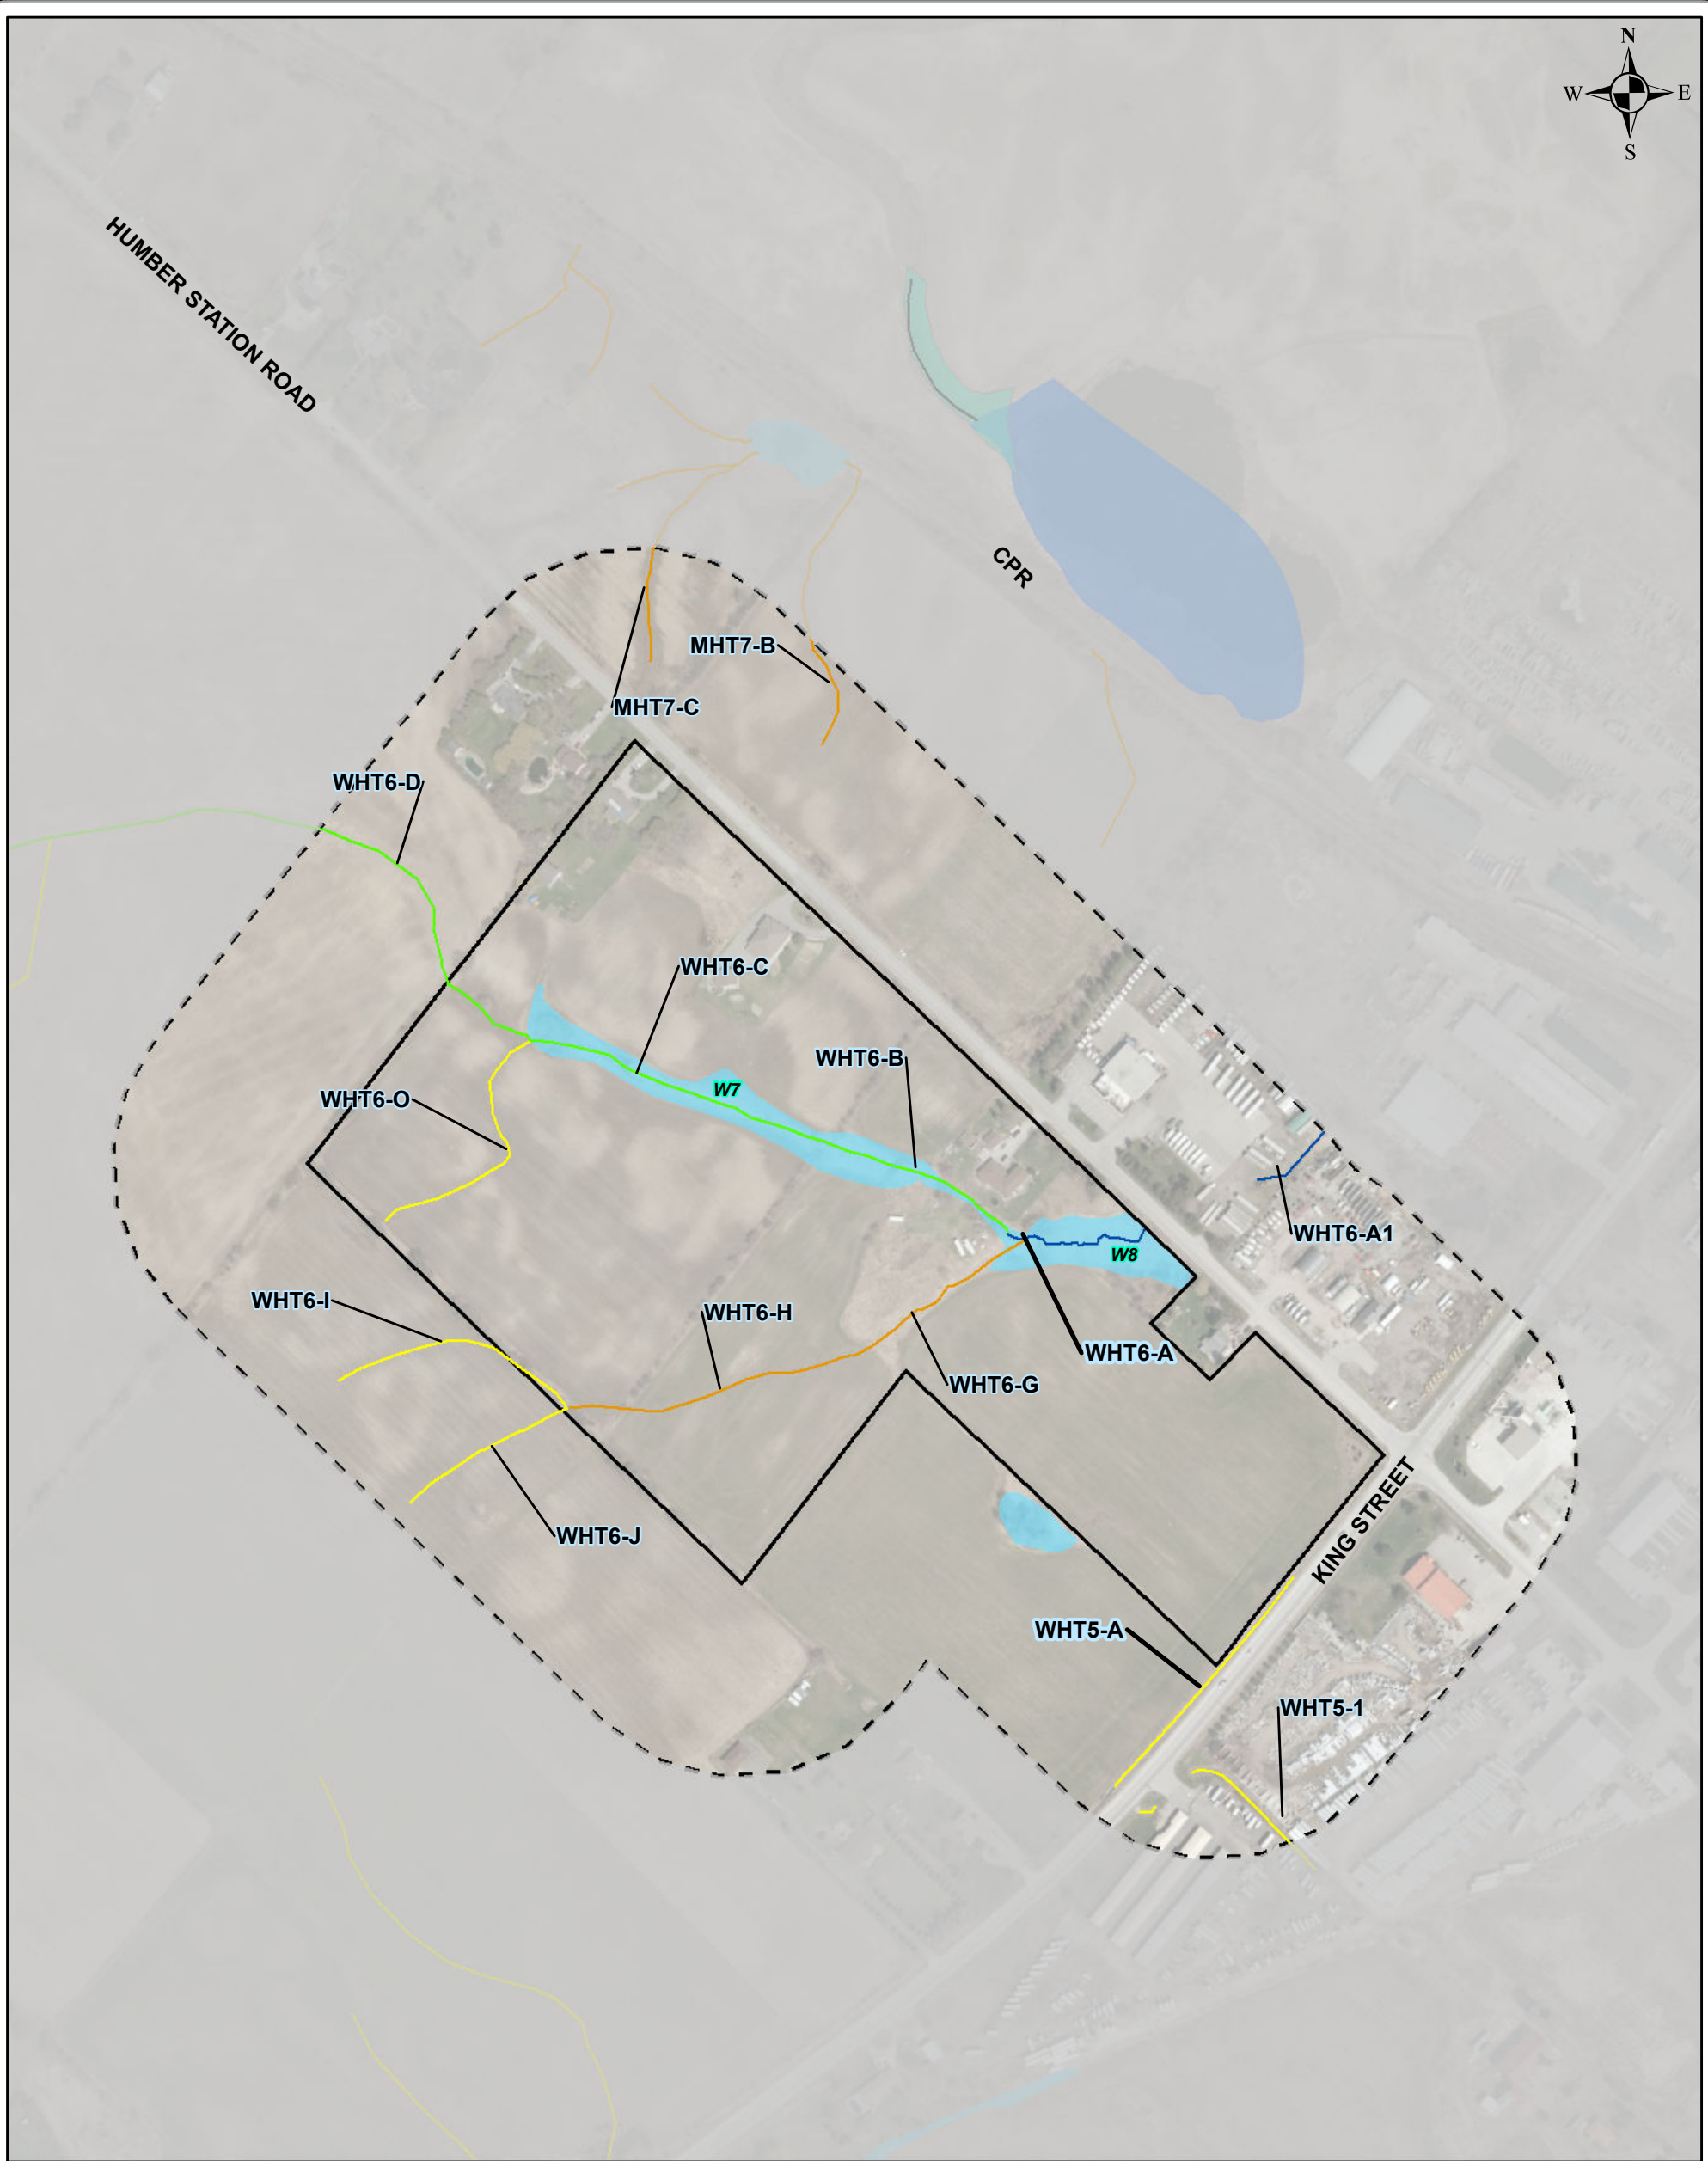 N
W E
S
HUMBER STATION ROAD
CPR
MHT7-B
MHT7-C
WHT6-D
WHT6-C
WHT6-B
W7
WHT6-O
WHT6-A1
W8
WHT6-I
WHT6-H
WHT6-A
WHT6-G
KING STREET
WHT6-J
WHT5-A
WHT5-1